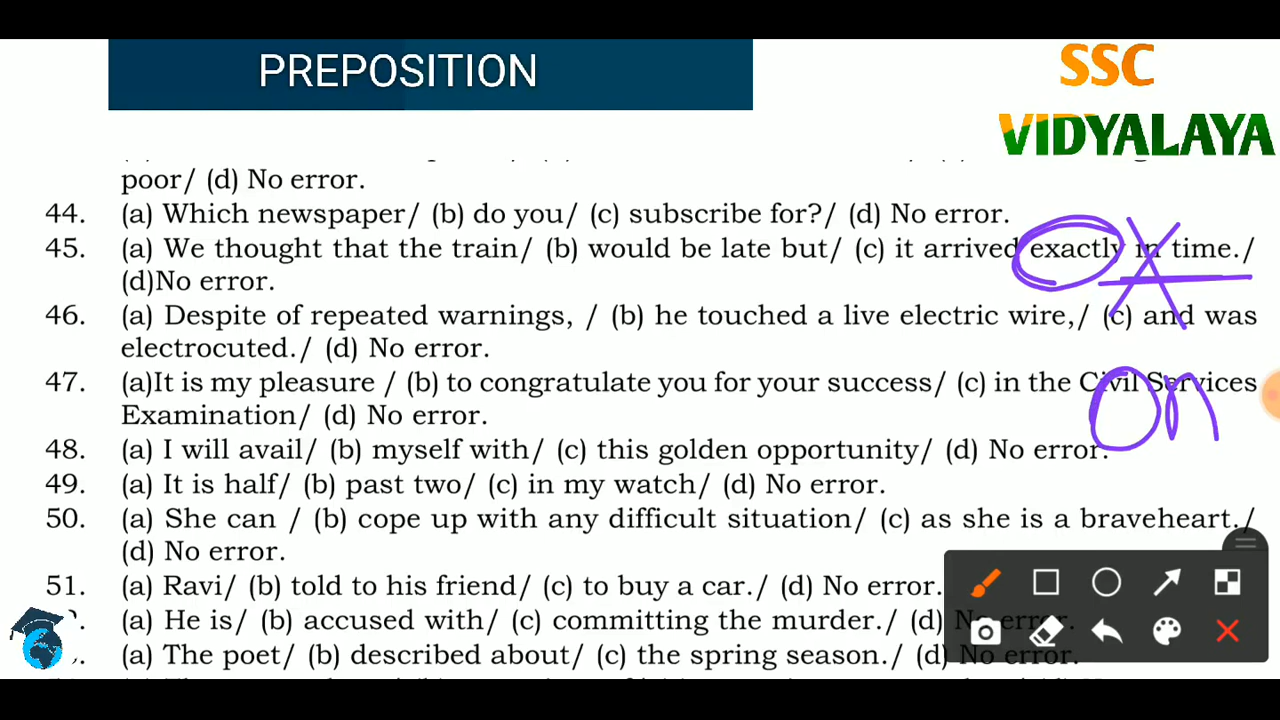 PREPOSITION
SSC
VIDYALAYA
poor/ (d) No error.
44. (a) Which newspaper/ (b) do you/ (c) subscribe for?/ (d) No error.
45. (a) We thought that the train/ (b) would be late but/ (c) it arrived exactly in time./
(d)No error.
46. (a) Despite of repeated warnings, / (b) he touched a live electric wire,/ (c) and was
electrocuted./ (d) No error.
47. (a)It is my pleasure / (b) to congratulate you for your success/ (c) in the Civil Services
On
Examination/ (d) No error.
48. (a) I will avail/ (b) myself with/ (c) this golden opportunity/ (d) No error.
49. (a) It is half/ (b) past two/ (c) in my watch/ (d) No error.
50. (a) She can / (b) cope up with any difficult situation/ (c) as she is a braveheart./
(d) No error.
51. (a) Ravi/ (b) told to his friend/ (c) to buy a car./ (d) No error.
(a) He is/ (b) accused with/ (c) committing the murder./ (d) No error.
(a) The poet/ (b) described about/ (c) the spring season./ (d) No error.